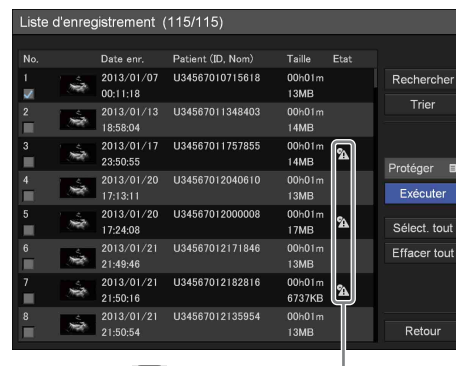 Liste d'enregistrement (115/115)
No. Date enr. Patient (ID, Nom) Taille Etat
1 2013/01/07 U34567010715618 00h01m
00:11:18 13MB
2 2013/01/13 U34567011348403 00h01m
18:58:04 14MB
3 2013/01/17 U34567011757855 00h01m
23:50:55 14MB
4 2013/01/20 U34567012040610 00h01m
17:13:11 13MB
5 2013/01/20 U34567012000008 00h01m
17:24:08 17MB
6 2013/01/21 U34567012171846 00h01m
21:49:46 13MB
7 2013/01/21 U34567012182816 00h01m
21:50:16 6737KB
8 2013/01/21 U34567012135954 00h01m
21:50:54 13MB
Rechercher
Trier
Protéger
Exécuter
Sélect. tout
Effacer tout
Retour